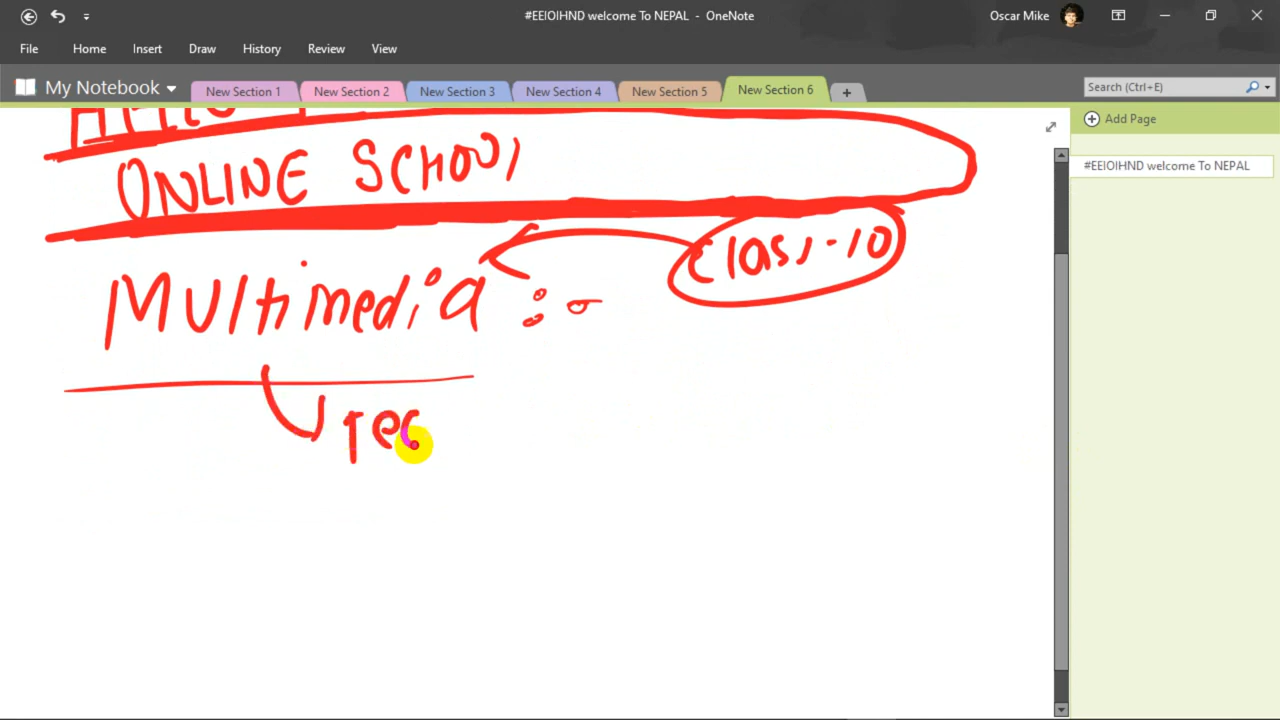 #EEIOIHND welcome To NEPAL - OneNote
Oscar Mike
File Home Insert Draw History Review View
My Notebook
New Section 1 New Section 2 New Section 3 New Section 4 New Section 5 New Section 6
Search (Ctrl+E)
Add Page
#EEIOIHND welcome To NEPAL
ONLINE SCHOOl
Clas, -10
MUltimedia :-